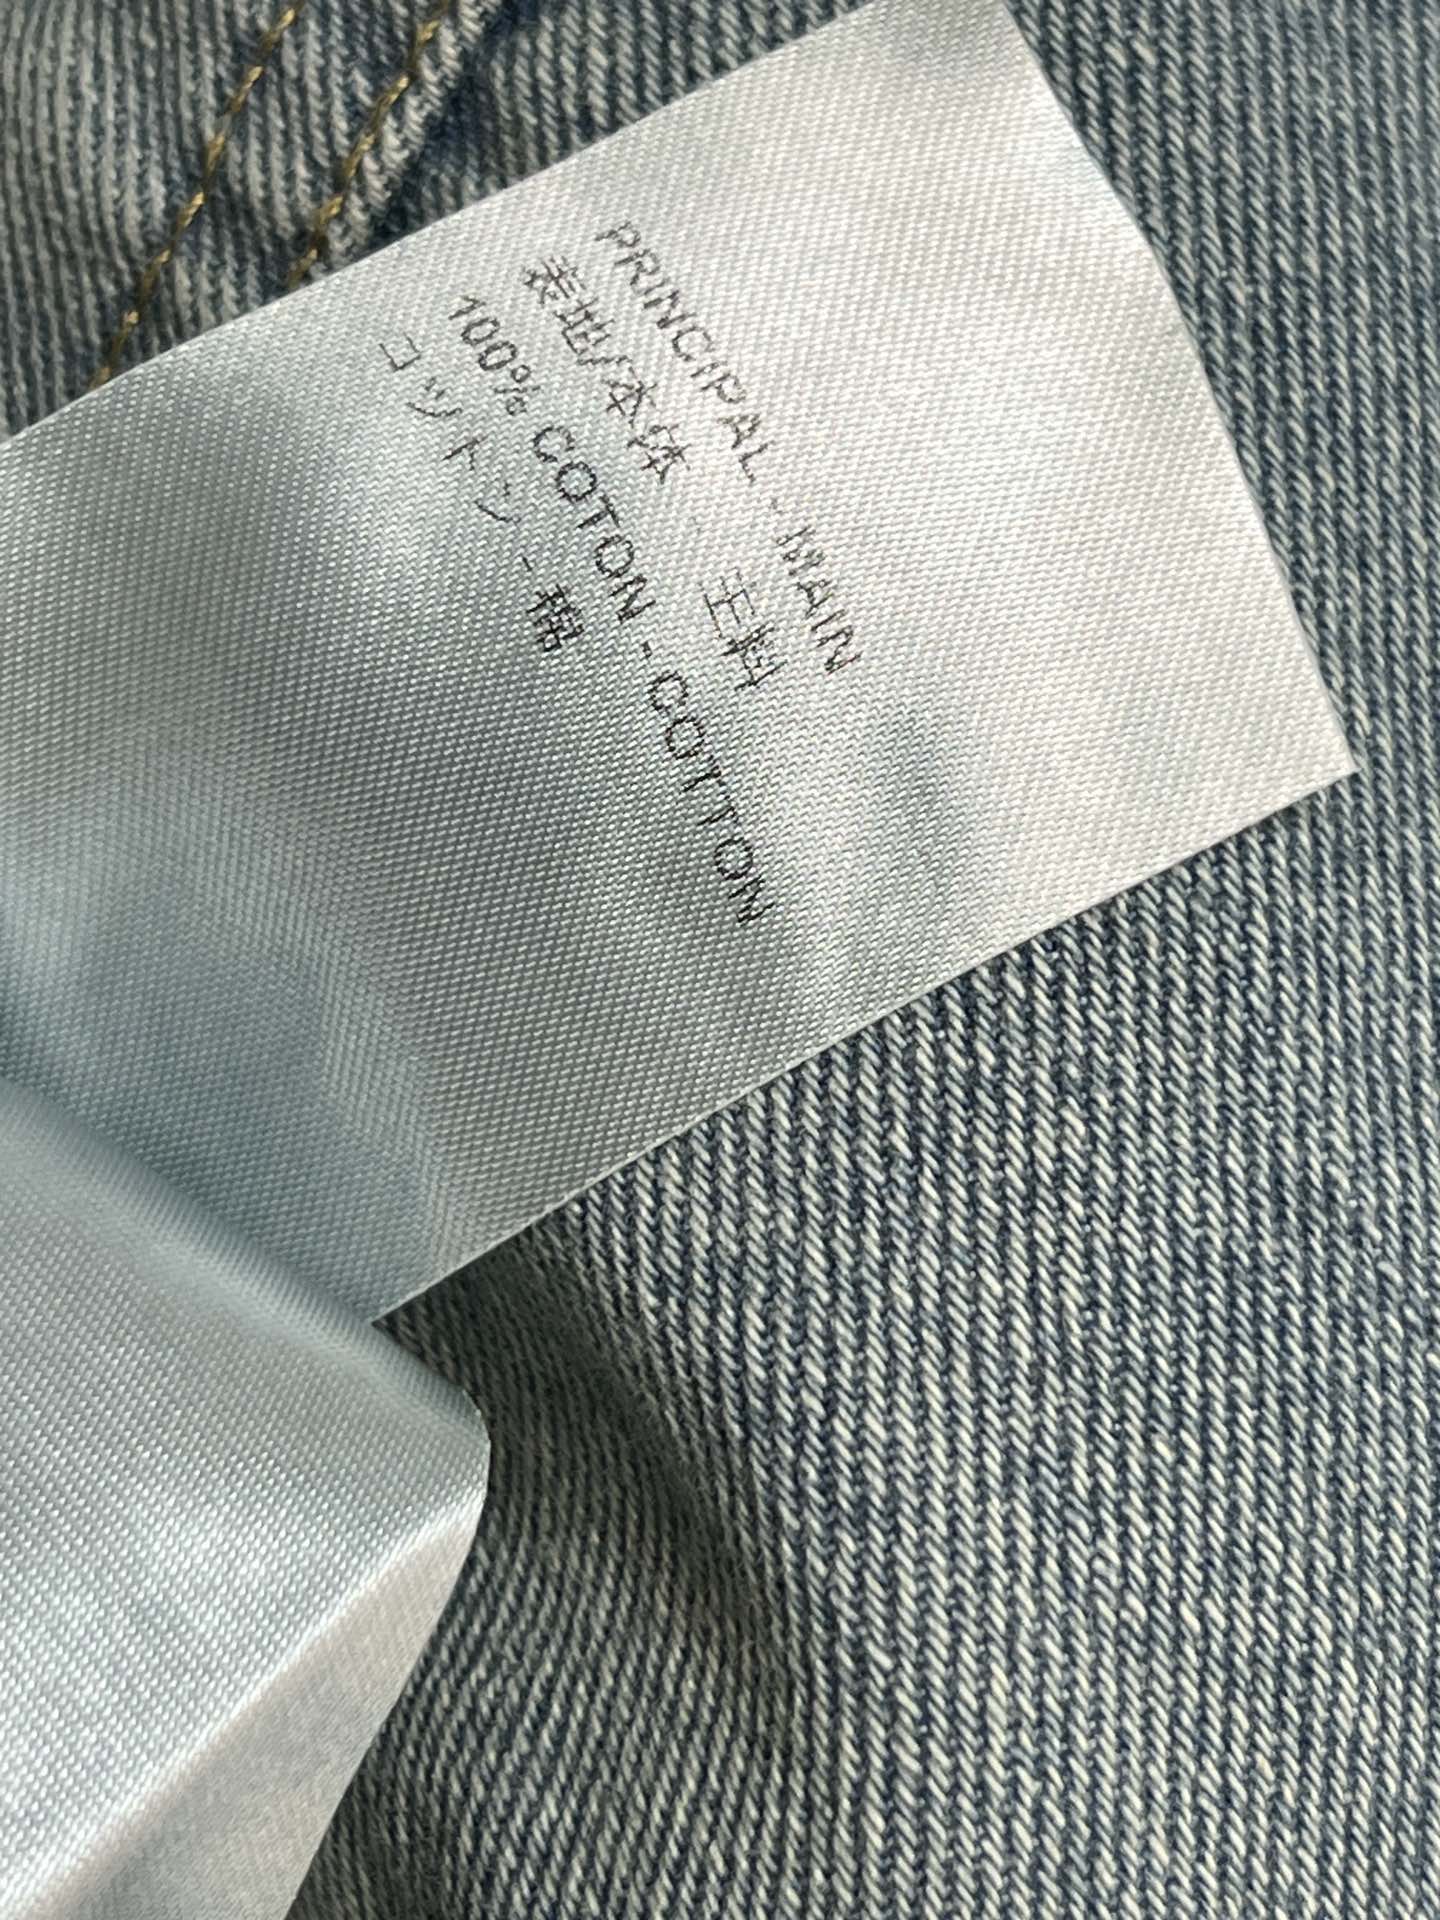 PRINCIPAL - MAIN
表地/本体 - 主料
100% COTON - COTTON
コットン - 棉